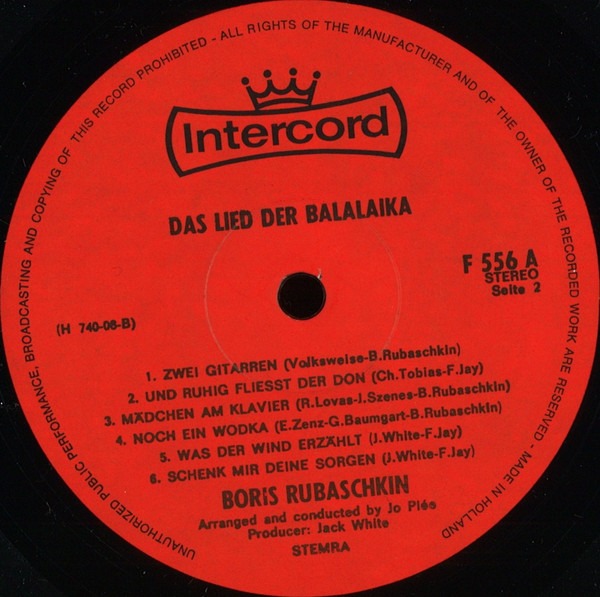 UNAUTHORIZED PUBLIC PERFORMANCE, BROADCASTING AND COPYING OF THIS RECORD PROHIBITED - ALL RIGHTS OF THE MANUFACTURER AND OF THE OWNER OF THE RECORDED WORK ARE RESERVED - MADE IN HOLLAND
Intercord
DAS LIED DER BALALAIKA
F 556 A
STEREO
Seite 2
(H 740-08-B)
1. ZWEI GITARREN (Volksweise-B.Rubaschkin)
2. UND RUHIG FLIESST DER DON (Ch.Tobias-F.Jay)
3. MÄDCHEN AM KLAVIER (R.Lovas-J.Szenes-B.Rubaschkin)
4. NOCH EIN WODKA (E.Zenz-G.Baumgart-B.Rubaschkin)
5. WAS DER WIND ERZÄHLT (J.White-F.Jay)
6. SCHENK MIR DEINE SORGEN (J.White-F.Jay)
BORIS RUBASCHKIN
Arranged and conducted by Jo Plée
Producer: Jack White
STEMRA